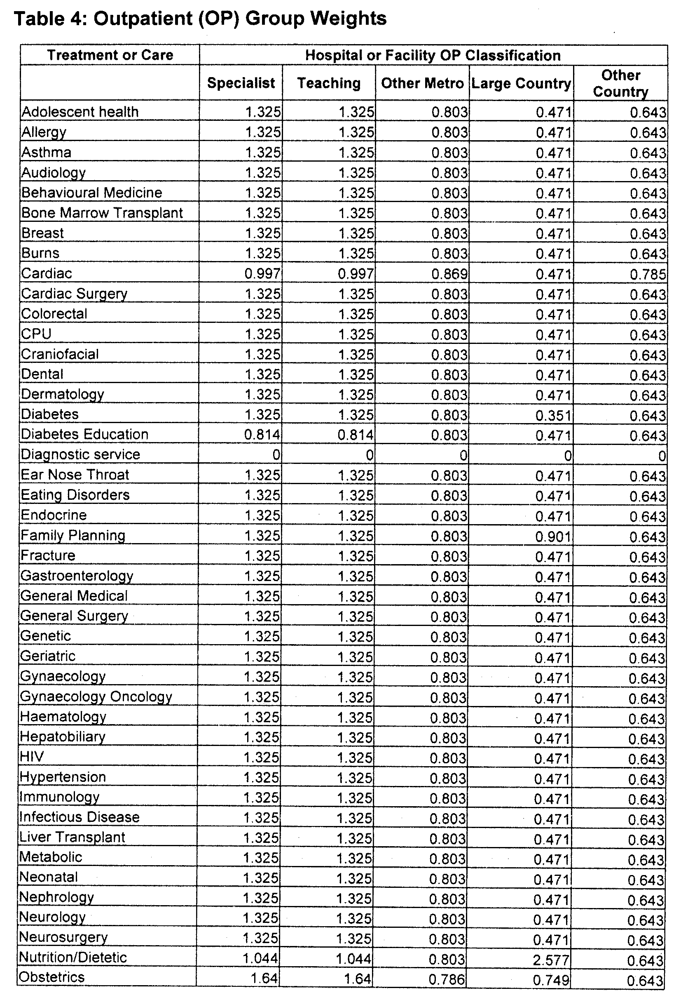 Table 4: Outpatient (OP) Group Weights
Treatment or Care Hospital or Facility OP Classification
Specialist Teaching Other Metro Large Country Other Country
Adolescent health 1.325 1.325 0.803 0.471 0.643
Allergy 1.325 1.325 0.803 0.471 0.643
Asthma 1.325 1.325 0.803 0.471 0.643
Audiology 1.325 1.325 0.803 0.471 0.643
Behavioural Medicine 1.325 1.325 0.803 0.471 0.643
Bone Marrow Transplant 1.325 1.325 0.803 0.471 0.643
Breast 1.325 1.325 0.803 0.471 0.643
Burns 1.325 1.325 0.803 0.471 0.643
Cardiac 0.997 0.997 0.869 0.471 0.785
Cardiac Surgery 1.325 1.325 0.803 0.471 0.643
Colorectal 1.325 1.325 0.803 0.471 0.643
CPU 1.325 1.325 0.803 0.471 0.643
Craniofacial 1.325 1.325 0.803 0.471 0.643
Dental 1.325 1.325 0.803 0.471 0.643
Dermatology 1.325 1.325 0.803 0.471 0.643
Diabetes 1.325 1.325 0.803 0.351 0.643
Diabetes Education 0.814 0.814 0.803 0.471 0.643
Diagnostic service 0 0 0 0 0
Ear Nose Throat 1.325 1.325 0.803 0.471 0.643
Eating Disorders 1.325 1.325 0.803 0.471 0.643
Endocrine 1.325 1.325 0.803 0.471 0.643
Family Planning 1.325 1.325 0.803 0.901 0.643
Fracture 1.325 1.325 0.803 0.471 0.643
Gastroenterology 1.325 1.325 0.803 0.471 0.643
General Medical 1.325 1.325 0.803 0.471 0.643
General Surgery 1.325 1.325 0.803 0.471 0.643
Genetic 1.325 1.325 0.803 0.471 0.643
Geriatric 1.325 1.325 0.803 0.471 0.643
Gynaecology 1.325 1.325 0.803 0.471 0.643
Gynaecology Oncology 1.325 1.325 0.803 0.471 0.643
Haematology 1.325 1.325 0.803 0.471 0.643
Hepatobiliary 1.325 1.325 0.803 0.471 0.643
HIV 1.325 1.325 0.803 0.471 0.643
Hypertension 1.325 1.325 0.803 0.471 0.643
Immunology 1.325 1.325 0.803 0.471 0.643
Infectious Disease 1.325 1.325 0.803 0.471 0.643
Liver Transplant 1.325 1.325 0.803 0.471 0.643
Metabolic 1.325 1.325 0.803 0.471 0.643
Neonatal 1.325 1.325 0.803 0.471 0.643
Nephrology 1.325 1.325 0.803 0.471 0.643
Neurology 1.325 1.325 0.803 0.471 0.643
Neurosurgery 1.325 1.325 0.803 0.471 0.643
Nutrition/Dietetic 1.044 1.044 0.803 2.577 0.643
Obstetrics 1.64 1.64 0.786 0.749 0.643